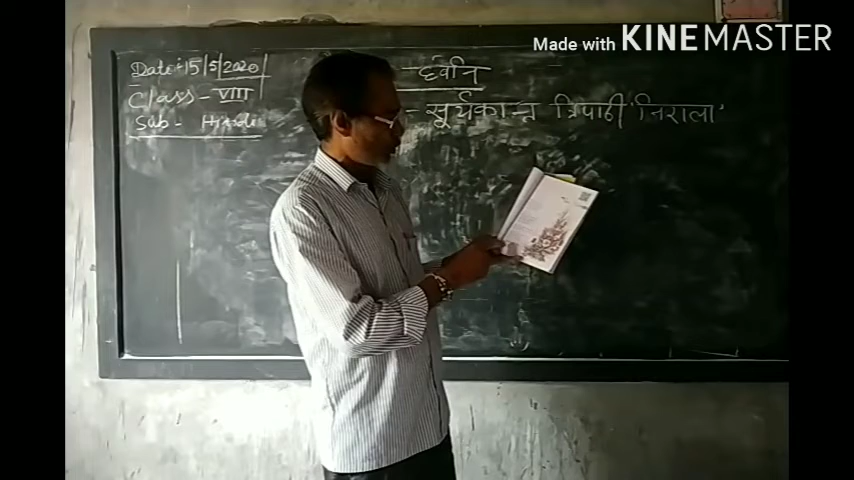 Made with KINEMASTER
Date:- 15/5/2020
Class - VIII
Sub - Hindi
ध्वनि
- सूर्यकान्त त्रिपाठी 'निराला'